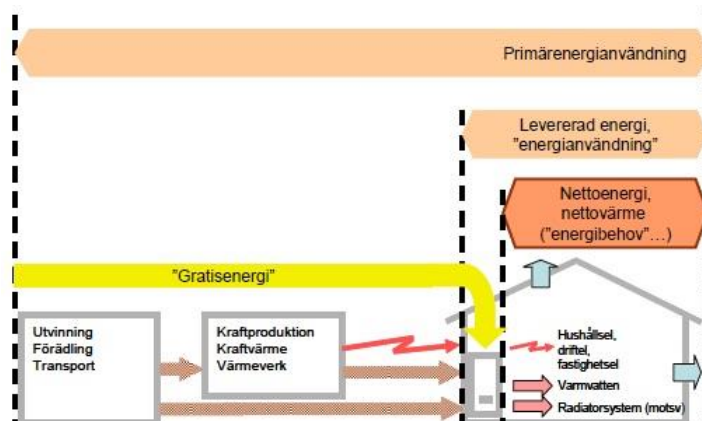 Primärenergianvändning
Levererad energi,
"energianvändning"
Nettoenergi,
nettovärme
("energibehov"...)
"Gratisenergi"
Utvinning
Förädling
Transport
Kraftproduktion
Kraftvärme
Värmeverk
Hushållsel,
driftel,
fastighetsel
Varmvatten
Radiatorsystem (motsv)